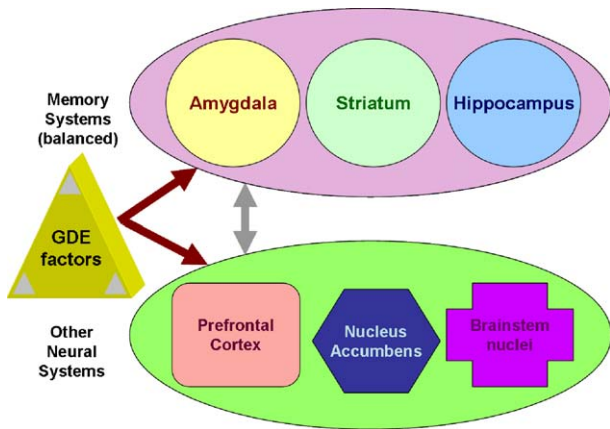 Memory
Systems
(balanced)
Amygdala
Striatum
Hippocampus
GDE
factors
Other
Neural
Systems
Prefrontal
Cortex
Nucleus
Accumbens
Brainstem
nuclei